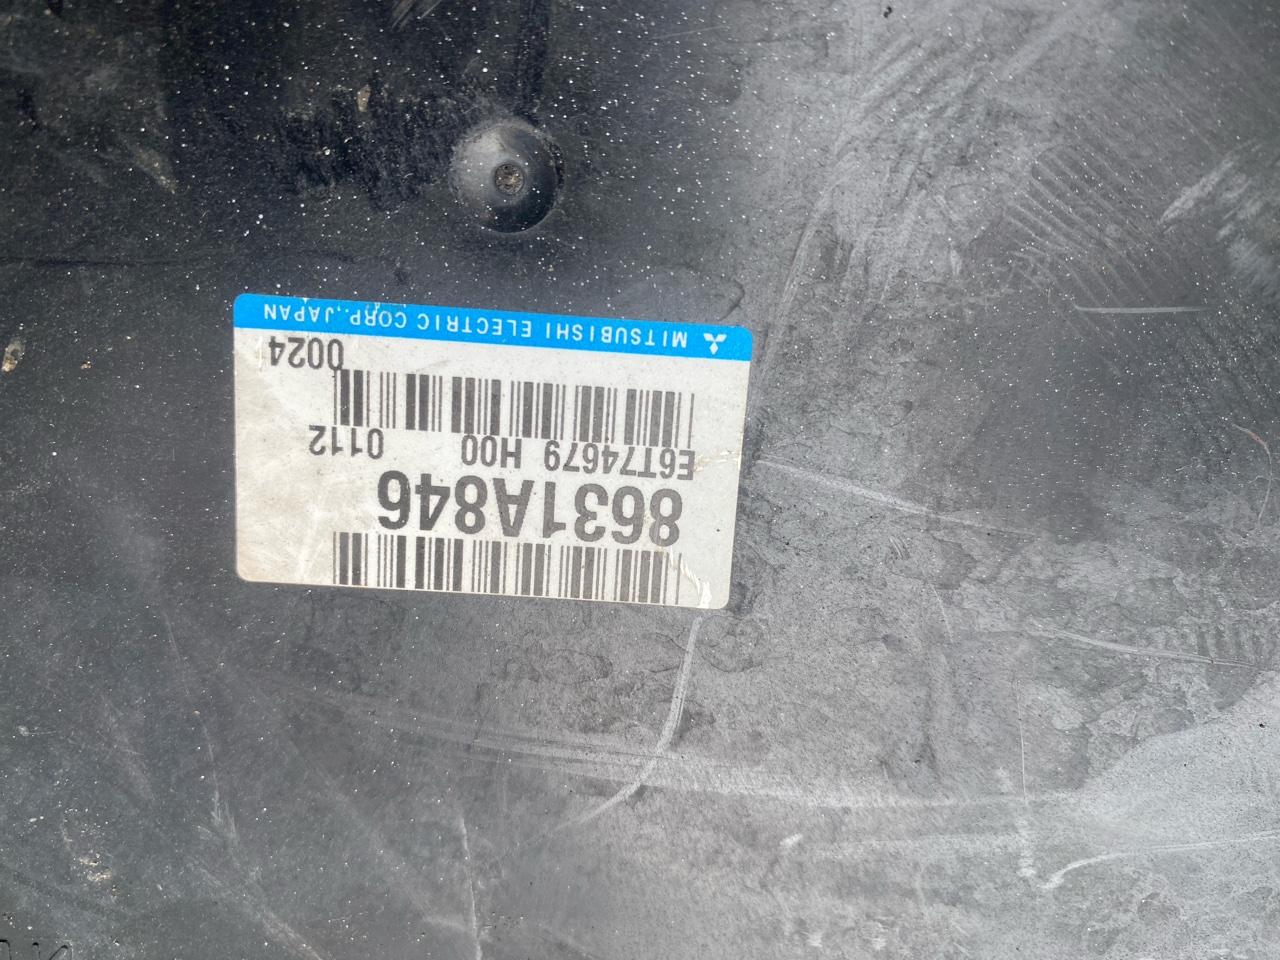 MITSUBISHI ELECTRIC CORP. JAPAN
0024
E6T74679 H00 0112
8631A846